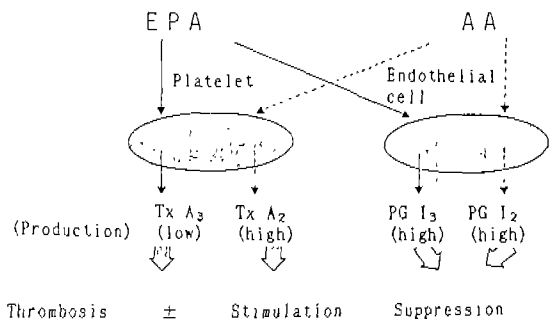 EPA AA
Platelet Endothelial
cell
Tx A3 Tx A2 PG I3 PG I2
(Production) (low) (high) (high) (high)
Thrombosis ± Stimulation Suppression